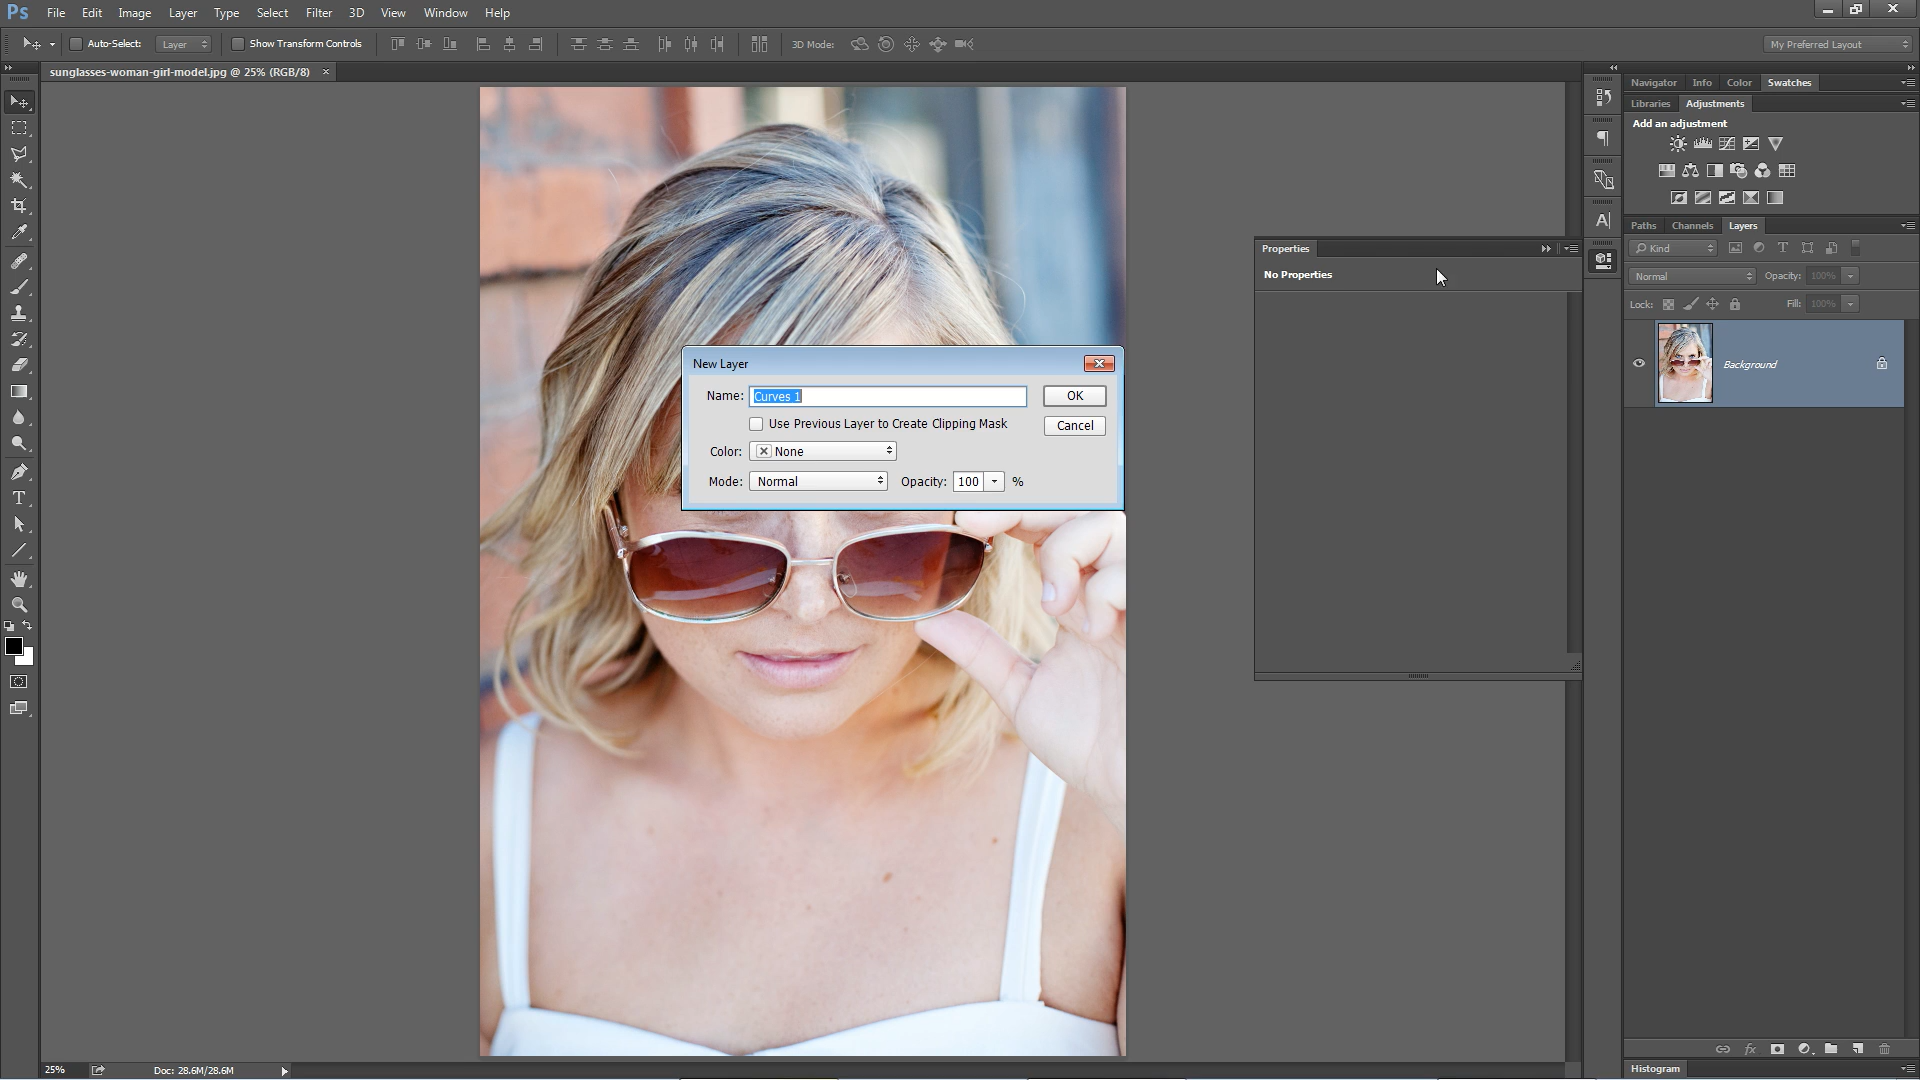 Ps File Edit Image Layer Type Select Filter 3D View Window Help
Auto-Select: Layer Show Transform Controls 3D Mode: My Preferred Layout
sunglasses-woman-girl-model.jpg @ 25% (RGB/8) ×
Navigator Info Color Swatches
Libraries Adjustments
Add an adjustment
Paths Channels Layers
Kind
Normal Opacity: 100%
Lock: Fill: 100%
Background
Properties
No Properties
New Layer
Name: Curves 1 OK
Use Previous Layer to Create Clipping Mask Cancel
Color: None
Mode: Normal Opacity: 100 %
25% Doc: 28.6M/28.6M
fx
Histogram